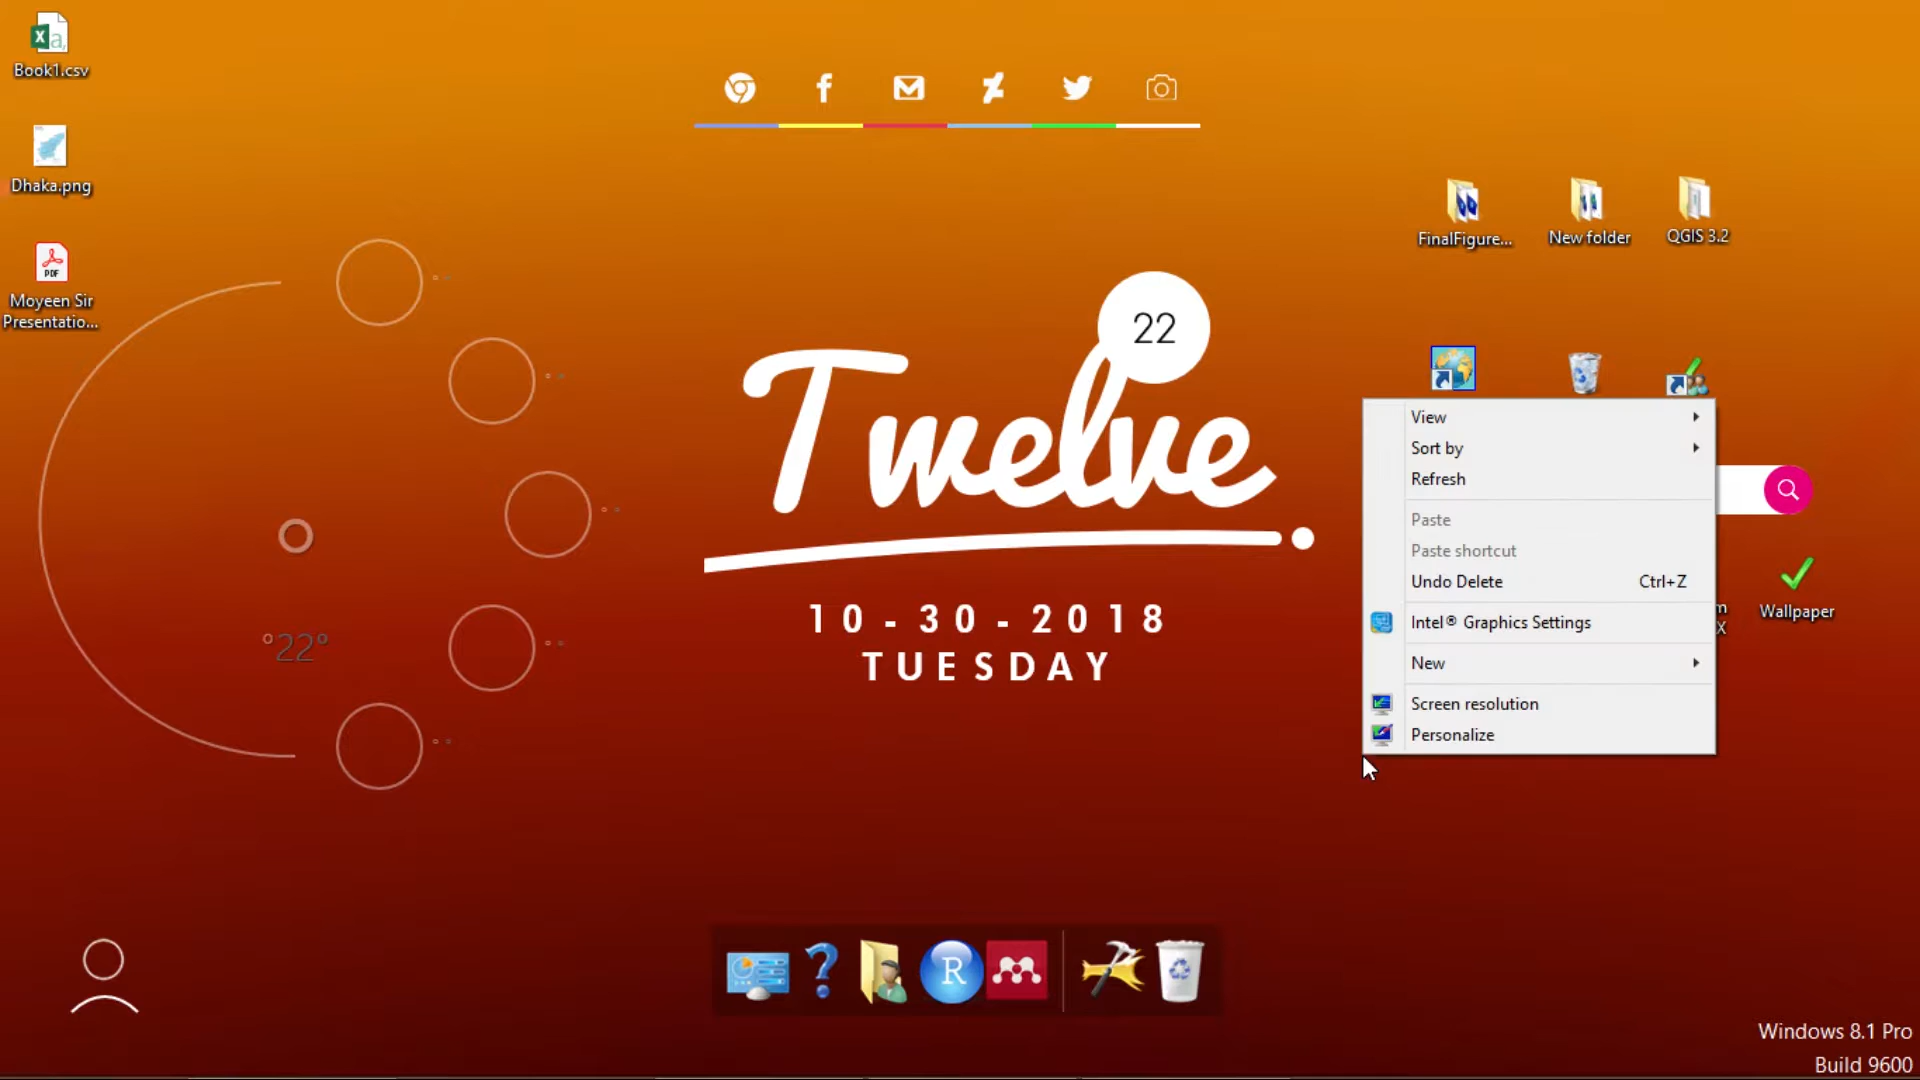 Book1.csv
Dhaka.png
Moyeen Sir
Presentatio...
FinalFigure...
New folder
QGIS 3.2
22
Twelve.
10-30-2018
TUESDAY
°22°
View
Sort by
Refresh
Paste
Paste shortcut
Undo Delete Ctrl+Z
Intel® Graphics Settings
New
Screen resolution
Personalize
m
X
Wallpaper
R
Windows 8.1 Pro
Build 9600